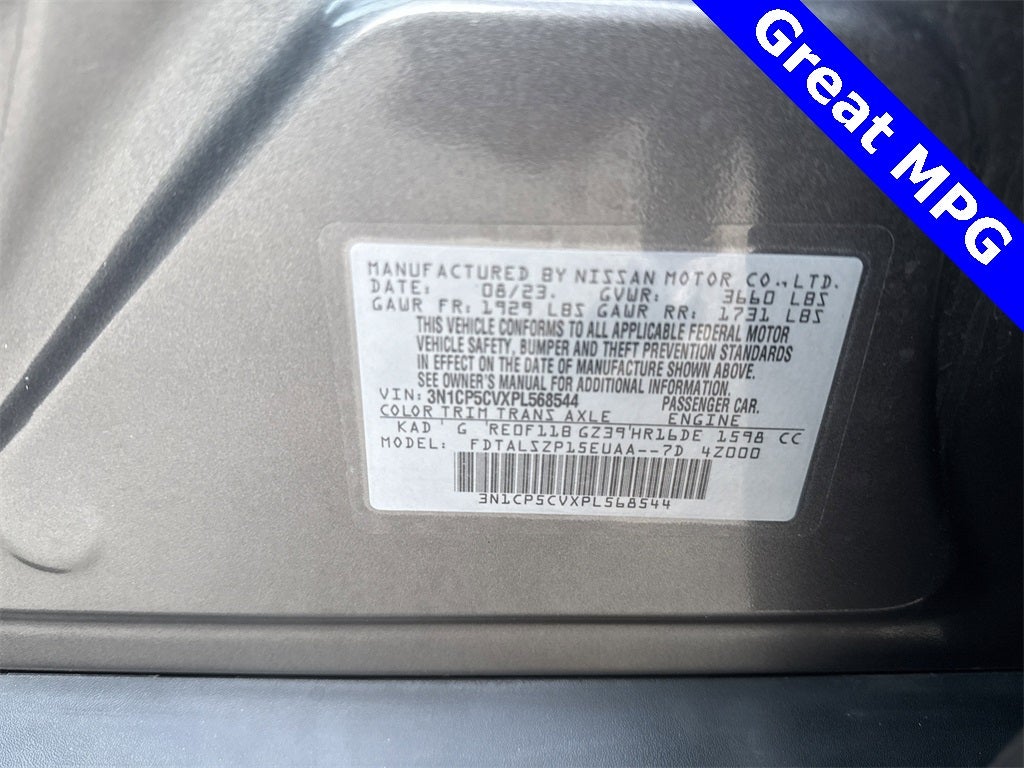 Great MPG
MANUFACTURED BY NISSAN MOTOR CO., LTD.
DATE: 08/23. GVWR: 3660 LBS
GAWR FR: 1929 LBS GAWR RR: 1731 LBS
THIS VEHICLE CONFORMS TO ALL APPLICABLE FEDERAL MOTOR
VEHICLE SAFETY, BUMPER AND THEFT PREVENTION STANDARDS
IN EFFECT ON THE DATE OF MANUFACTURE SHOWN ABOVE.
SEE OWNER'S MANUAL FOR ADDITIONAL INFORMATION.
VIN: 3N1CP5CVXPL568544 PASSENGER CAR.
COLOR TRIM TRANS AXLE ENGINE
KAD G RE0F11B GZ39 HR16DE 1598 CC
MODEL: FDTALSZP15EUAA--7D 4Z000
3N1CP5CVXPL568544